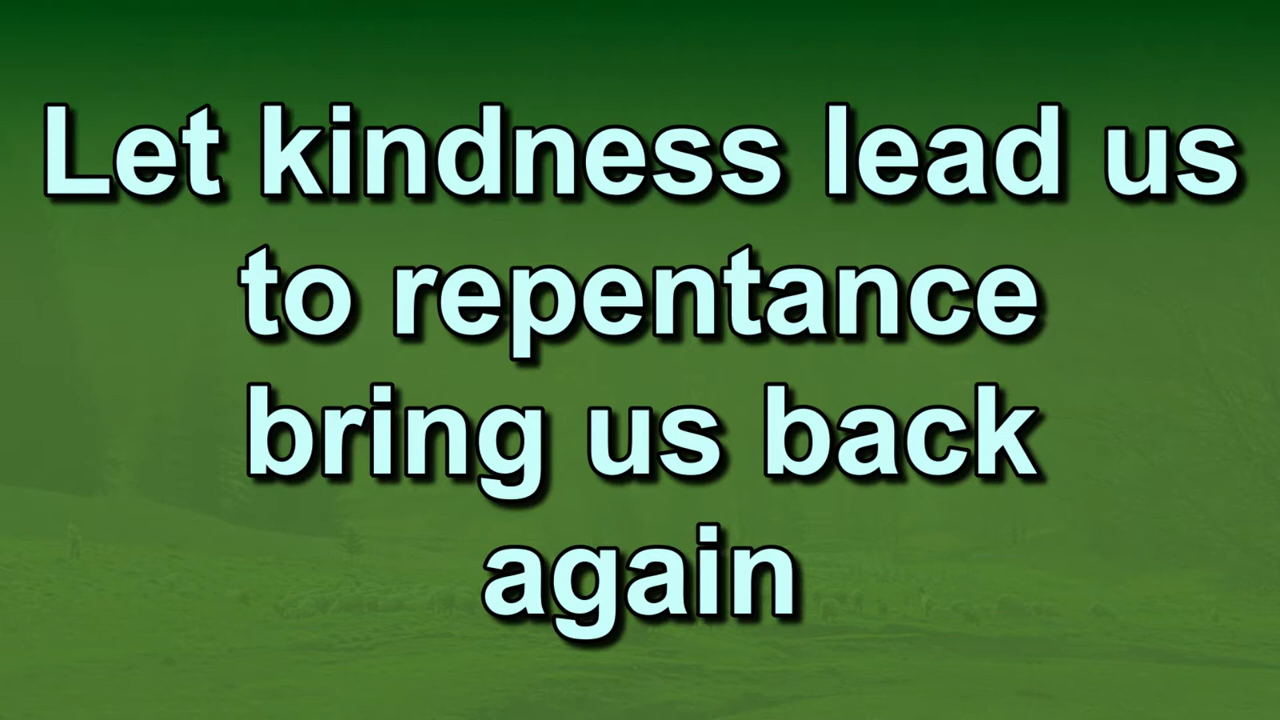 Let kindness lead us
to repentance
bring us back
again